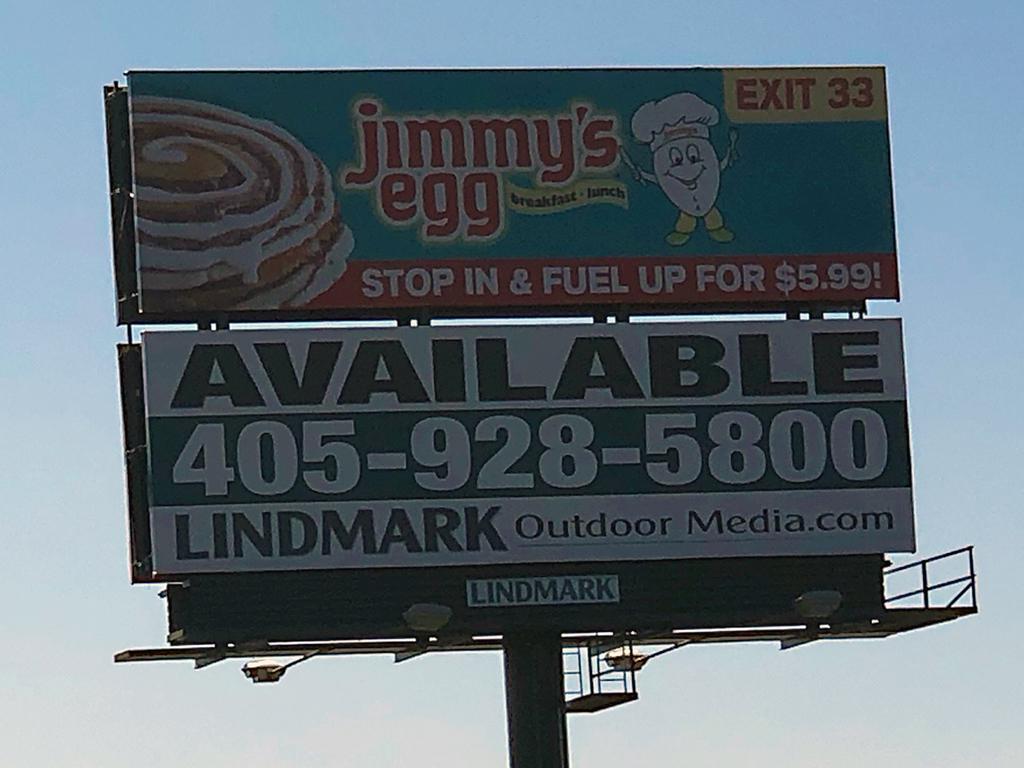 EXIT 33
jimmy's
egg
breakfast - lunch
STOP IN & FUEL UP FOR $5.99!
AVAILABLE
405-928-5800
LINDMARK Outdoor Media.com
LINDMARK